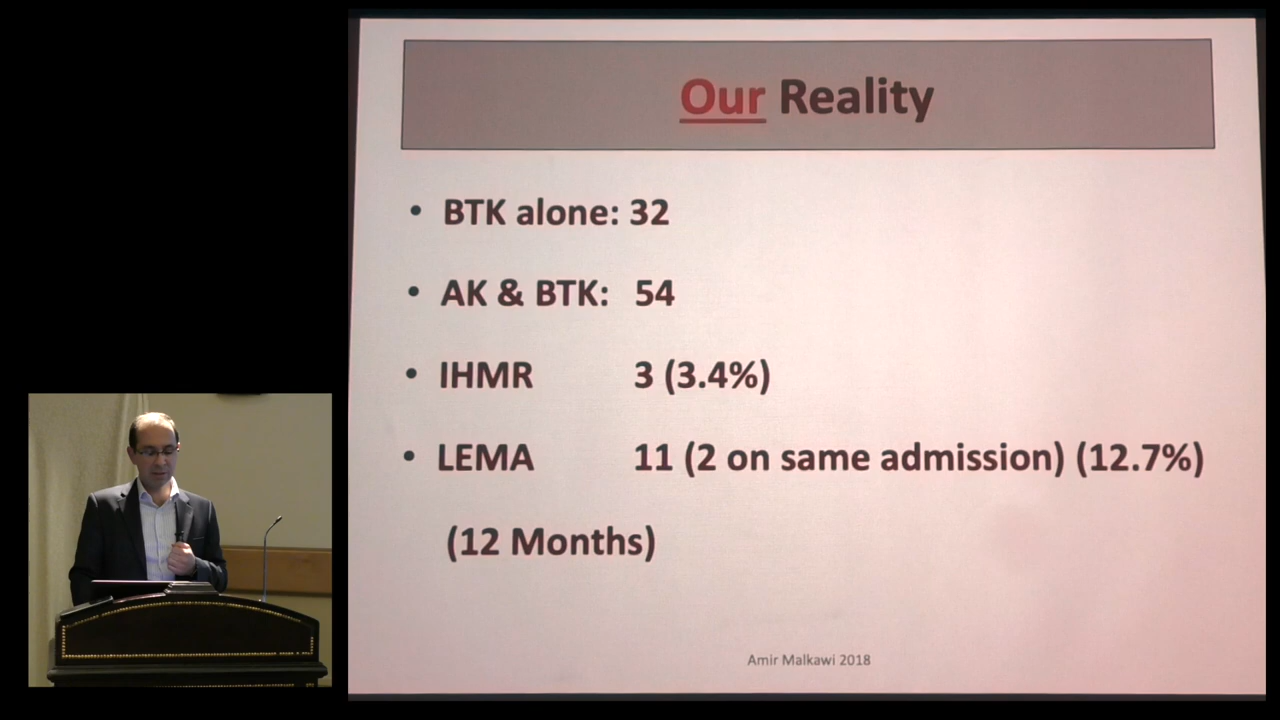 Our Reality
• BTK alone: 32
• AK & BTK: 54
• IHMR 3 (3.4%)
• LEMA 11 (2 on same admission) (12.7%)
(12 Months)
Amir Malkawi 2018